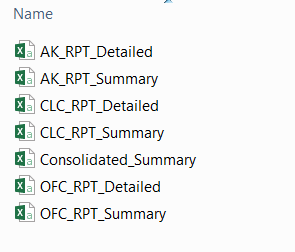 Name
AK_RPT_Detailed
AK_RPT_Summary
CLC_RPT_Detailed
CLC_RPT_Summary
Consolidated_Summary
OFC_RPT_Detailed
OFC_RPT_Summary